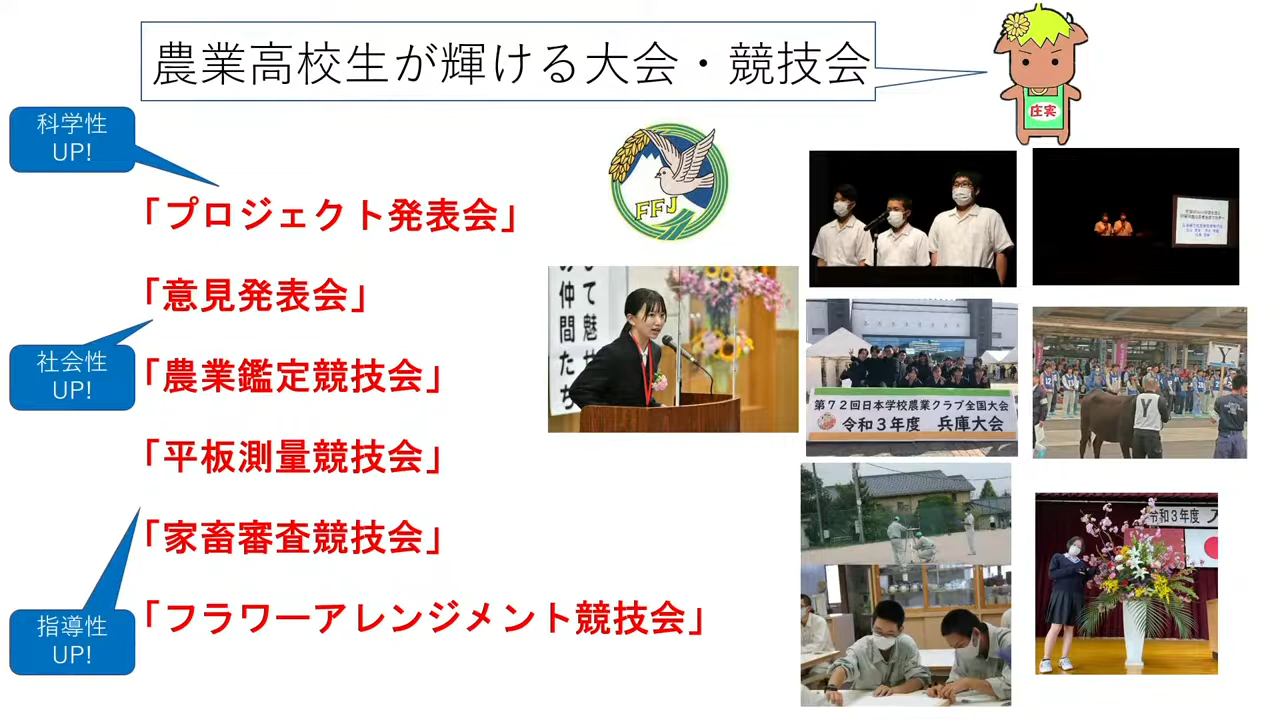 農業高校生が輝ける大会・競技会
庄実
科学性
UP!
「プロジェクト発表会」
FFJ
「意見発表会」
社会性
UP!
「農業鑑定競技会」
「平板測量競技会」
「家畜審査競技会」
指導性
UP!
「フラワーアレンジメント競技会」
して魅せ
の仲間たち
第72回日本学校農業クラブ全国大会
令和3年度 兵庫大会
Y
Y
令和3年度